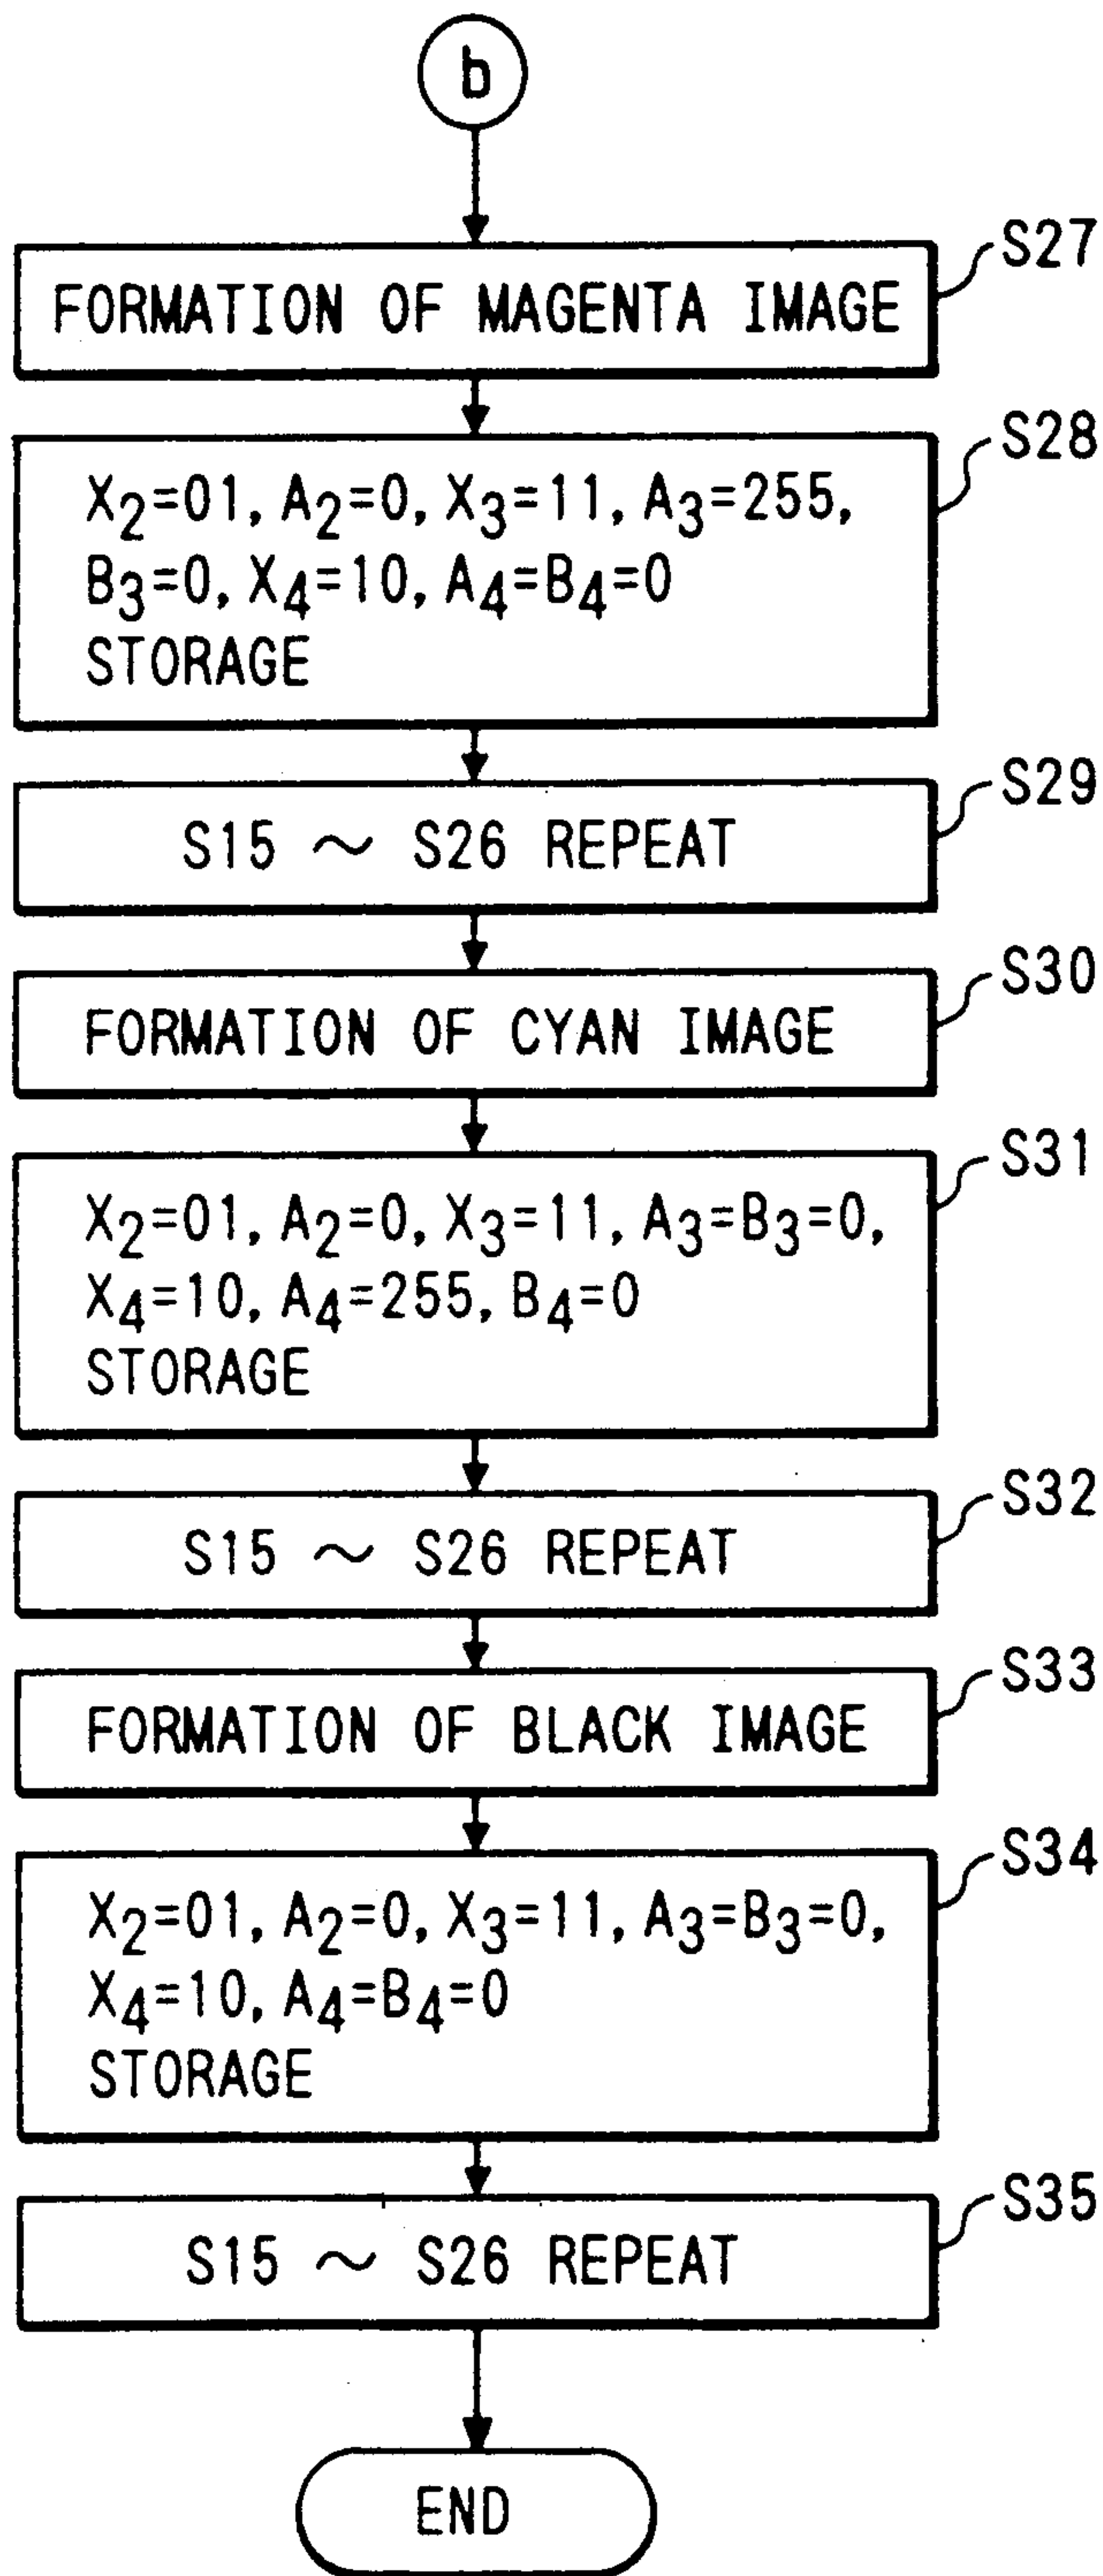 b
S27
FORMATION OF MAGENTA IMAGE
S28
X₂=01, A₂=0, X₃=11, A₃=255,
B₃=0, X₄=10, A₄=B₄=0
STORAGE
S29
S15 ~ S26 REPEAT
S30
FORMATION OF CYAN IMAGE
S31
X₂=01, A₂=0, X₃=11, A₃=B₃=0,
X₄=10, A₄=255, B₄=0
STORAGE
S32
S15 ~ S26 REPEAT
S33
FORMATION OF BLACK IMAGE
S34
X₂=01, A₂=0, X₃=11, A₃=B₃=0,
X₄=10, A₄=B₄=0
STORAGE
S35
S15 ~ S26 REPEAT
END